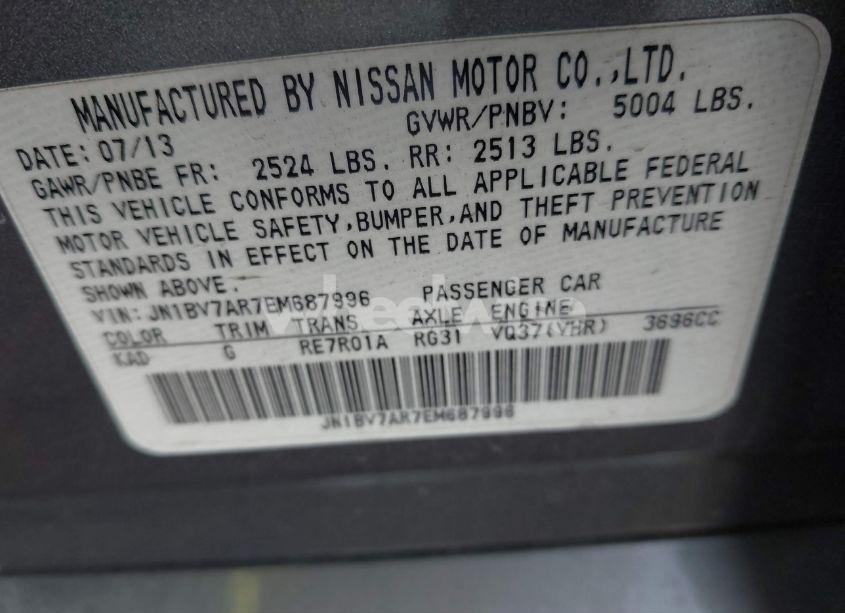 MANUFACTURED BY NISSAN MOTOR CO.,LTD.
DATE: 07/13 GVWR/PNBV: 5004 LBS.
GAWR/PNBE FR: 2524 LBS. RR: 2513 LBS.
THIS VEHICLE CONFORMS TO ALL APPLICABLE FEDERAL
MOTOR VEHICLE SAFETY,BUMPER,AND THEFT PREVENTION
STANDARDS IN EFFECT ON THE DATE OF MANUFACTURE
SHOWN ABOVE.
VIN: JN1BV7AR7EM687996 PASSENGER CAR
COLOR TRIM TRANS. AXLE ENGINE
KAD G RE7R01A RG31 VQ37(VHR) 3696CC
JN1BV7AR7EM687996